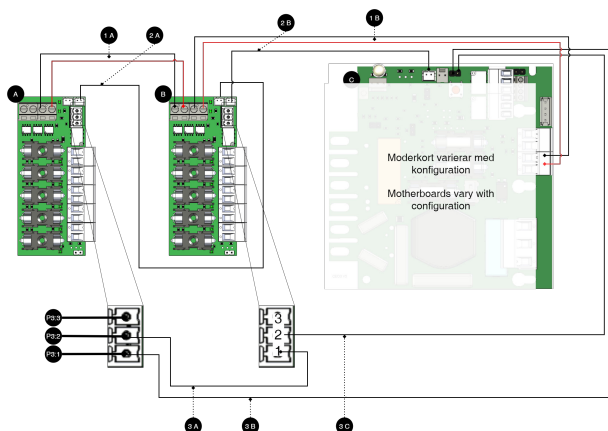 1 A
2 A
2 B
1 B
A
B
C
Moderkort varierar med
konfiguration
Motherboards vary with
configuration
P3:3
P3:2
P3:1
3
2
1
3 A
3 B
3 C